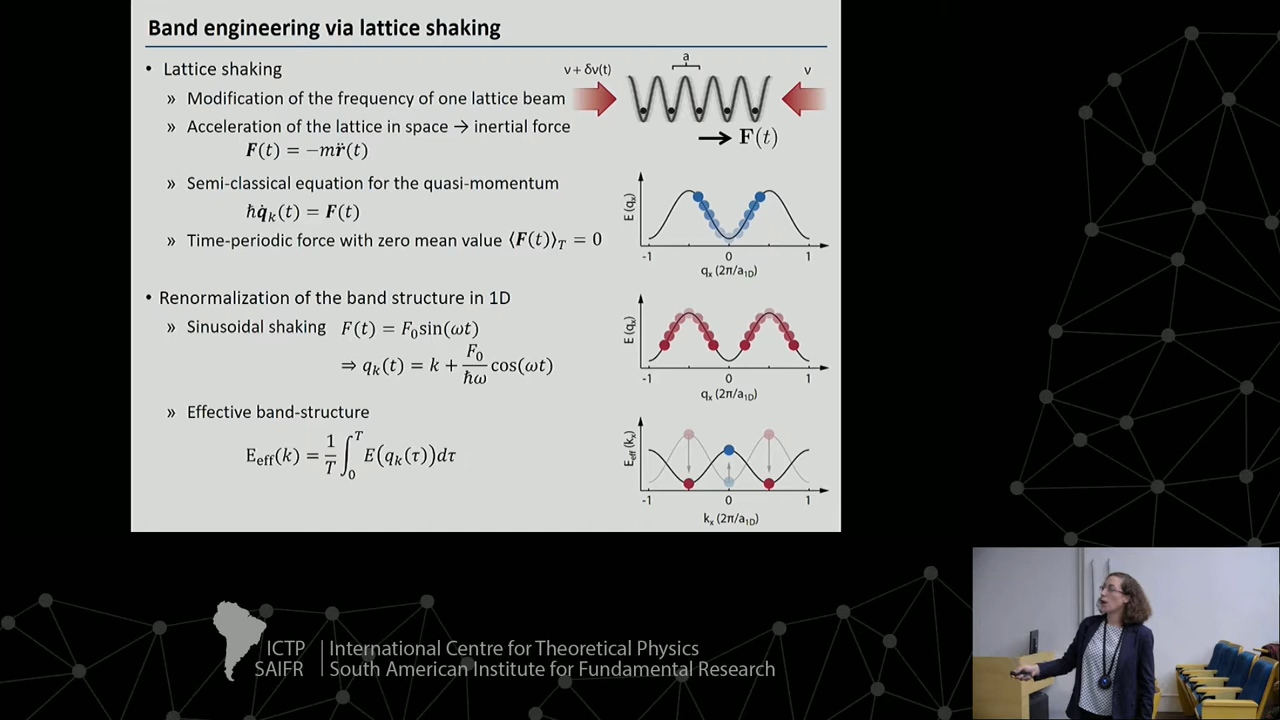 Band engineering via lattice shaking
• Lattice shaking
» Modification of the frequency of one lattice beam
» Acceleration of the lattice in space → inertial force
F(t) = −mr̈(t)
» Semi-classical equation for the quasi-momentum
ħq̇ₖ(t) = F(t)
» Time-periodic force with zero mean value ⟨F(t)⟩_T = 0
• Renormalization of the band structure in 1D
» Sinusoidal shaking F(t) = F₀sin(ωt)
⇒ qₖ(t) = k + F₀/ħω cos(ωt)
» Effective band-structure
E_eff(k) = 1/T ∫₀ᵀ E(qₖ(τ))dτ
a
ν + δν(t)
ν
F(t)
E (qₓ)
-1 0 1
qₓ (2π/a₁D)
E (qₓ)
-1 0 1
qₓ (2π/a₁D)
E_eff(kₓ)
-1 0 1
kₓ (2π/a₁D)
ICTP
SAIFR
International Centre for Theoretical Physics
South American Institute for Fundamental Research